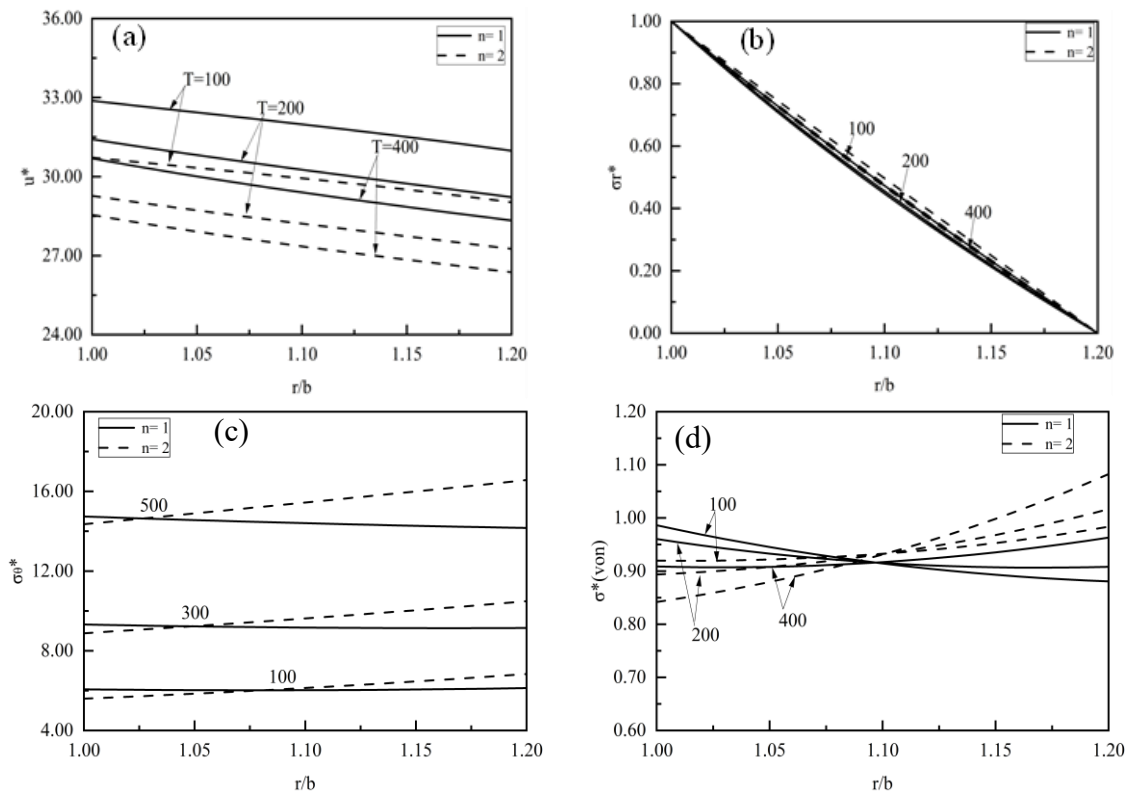 (a)
n= 1
n= 2
T=100
T=200
T=400
u*
36.00
33.00
30.00
27.00
24.00
1.00 1.05 1.10 1.15 1.20
r/b
(b)
n= 1
n= 2
100
200
400
σr*
1.00
0.80
0.60
0.40
0.20
0.00
1.00 1.05 1.10 1.15 1.20
r/b
(c)
n= 1
n= 2
500
300
100
σθ*
20.00
16.00
12.00
8.00
4.00
1.00 1.05 1.10 1.15 1.20
r/b
(d)
n= 1
n= 2
100
200
400
σ*(von)
1.20
1.10
1.00
0.90
0.80
0.70
0.60
1.00 1.05 1.10 1.15 1.20
r/b